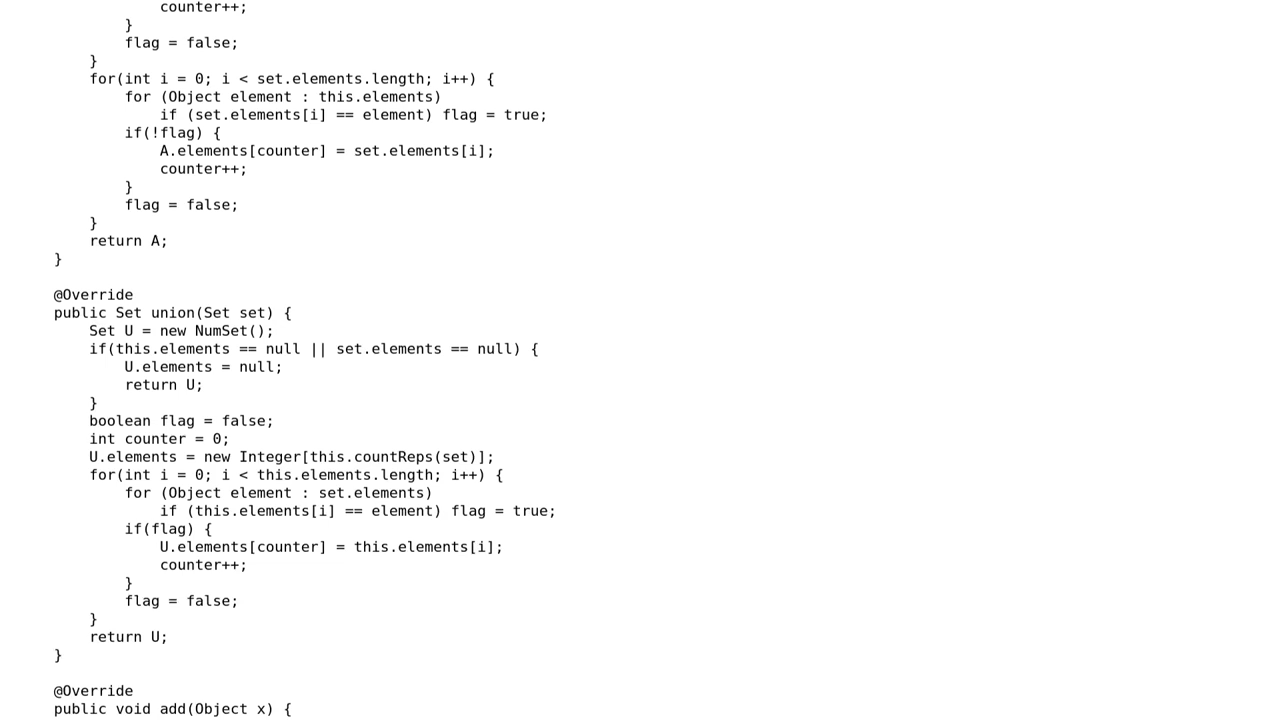 counter++;
}
flag = false;
}
for(int i = 0; i < set.elements.length; i++) {
for (Object element : this.elements)
if (set.elements[i] == element) flag = true;
if(!flag) {
A.elements[counter] = set.elements[i];
counter++;
}
flag = false;
}
return A;
}
@Override
public Set union(Set set) {
Set U = new NumSet();
if(this.elements == null || set.elements == null) {
U.elements = null;
return U;
}
boolean flag = false;
int counter = 0;
U.elements = new Integer[this.countReps(set)];
for(int i = 0; i < this.elements.length; i++) {
for (Object element : set.elements)
if (this.elements[i] == element) flag = true;
if(flag) {
U.elements[counter] = this.elements[i];
counter++;
}
flag = false;
}
return U;
}
@Override
public void add(Object x) {